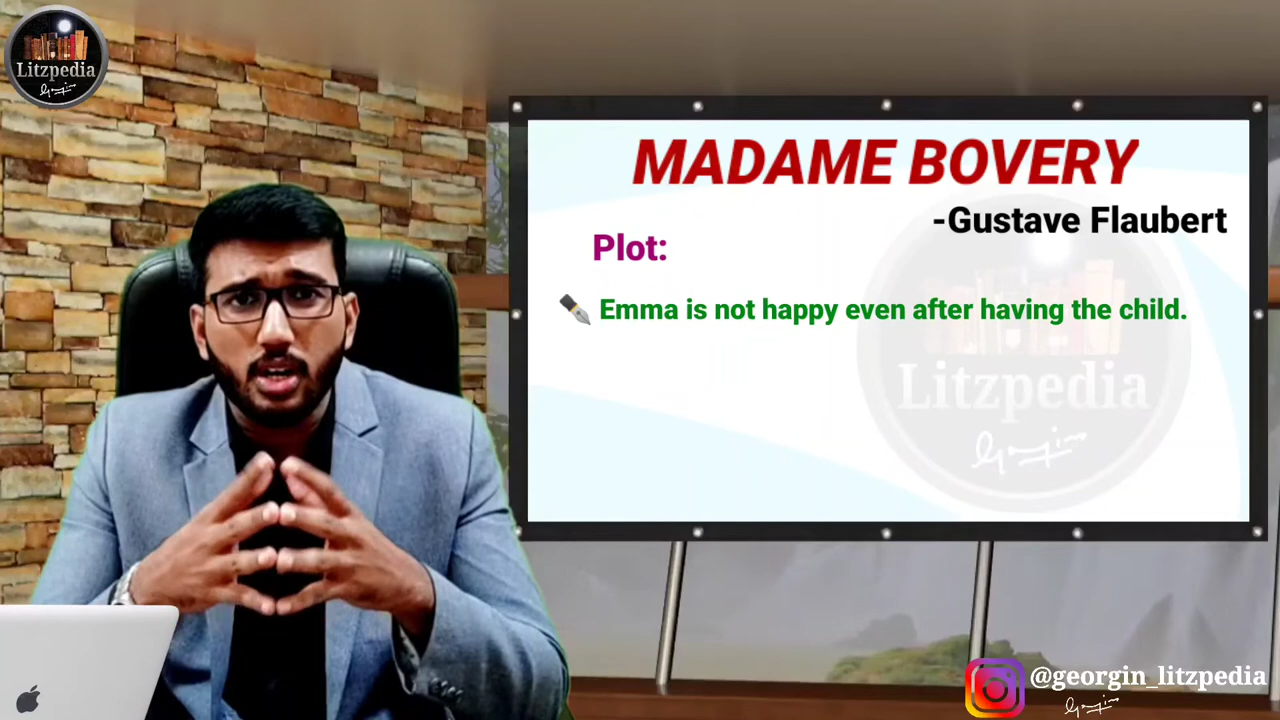 Litzpedia
MADAME BOVERY
-Gustave Flaubert
Plot:
Emma is not happy even after having the child.
Litzpedia
@georgin_litzpedia